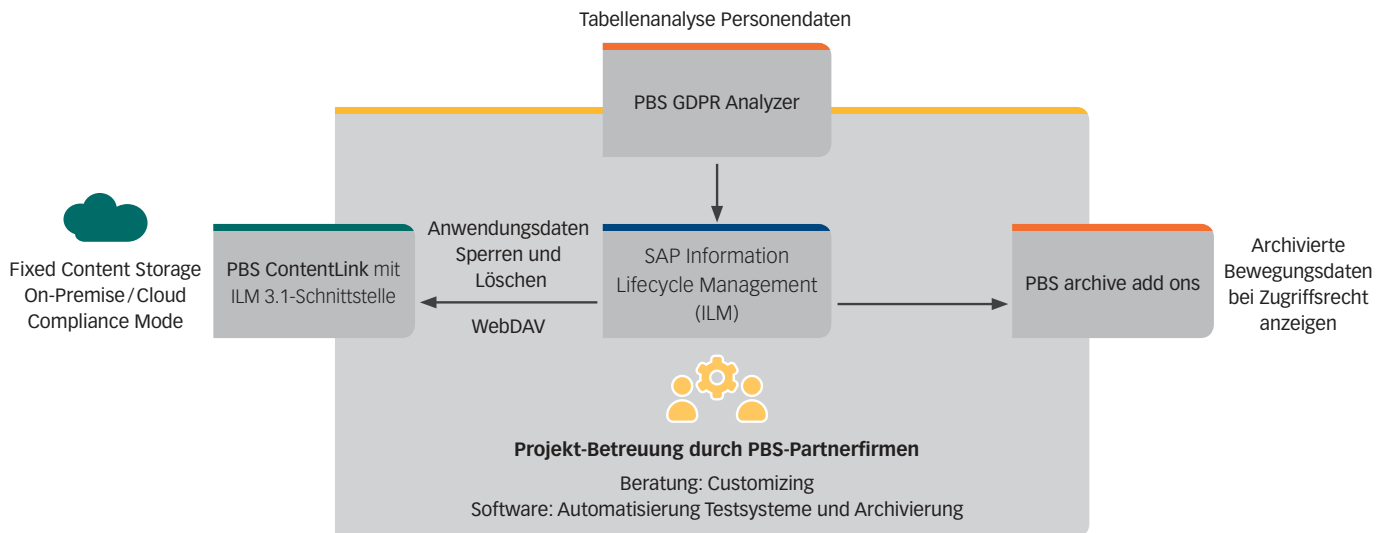 Tabellenanalyse Personendaten
PBS GDPR Analyzer
Fixed Content Storage
On-Premise/Cloud
Compliance Mode
PBS ContentLink mit
ILM 3.1-Schnittstelle
Anwendungsdaten
Sperren und
Löschen
WebDAV
SAP Information
Lifecycle Management
(ILM)
PBS archive add ons
Archivierte
Bewegungsdaten
bei Zugriffsrecht
anzeigen
Projekt-Betreuung durch PBS-Partnerfirmen
Beratung: Customizing
Software: Automatisierung Testsysteme und Archivierung